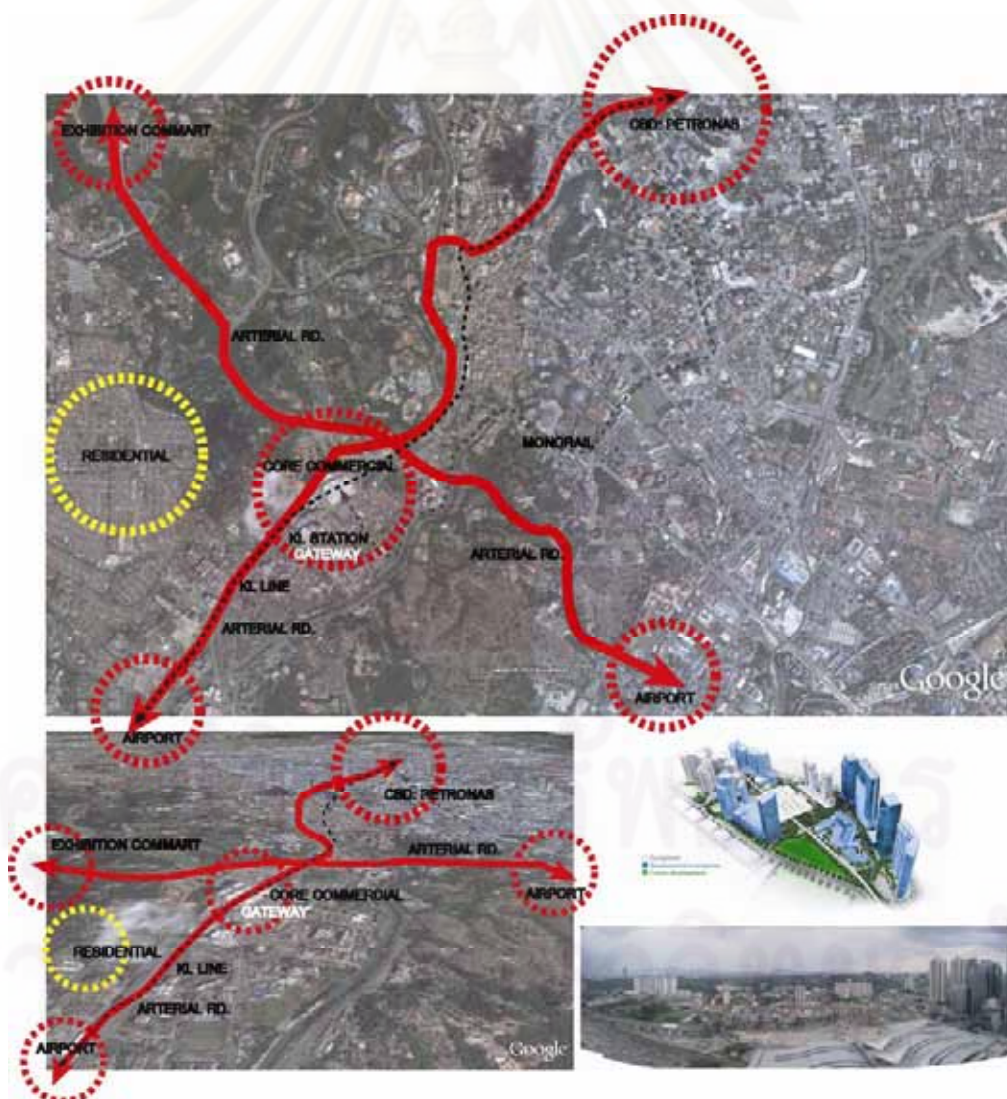 EXHIBITION COMMART
CBD: PETRONAS
ARTERIAL RD.
RESIDENTIAL
CORE COMMERCIAL
MONORAIL
KL STATION
GATEWAY
ARTERIAL RD.
KL LINE
ARTERIAL RD.
AIRPORT
AIRPORT
Google
CBD: PETRONAS
EXHIBITION COMMART
ARTERIAL RD.
CORE COMMERCIAL
AIRPORT
GATEWAY
RESIDENTIAL
KL LINE
ARTERIAL RD.
AIRPORT
Google